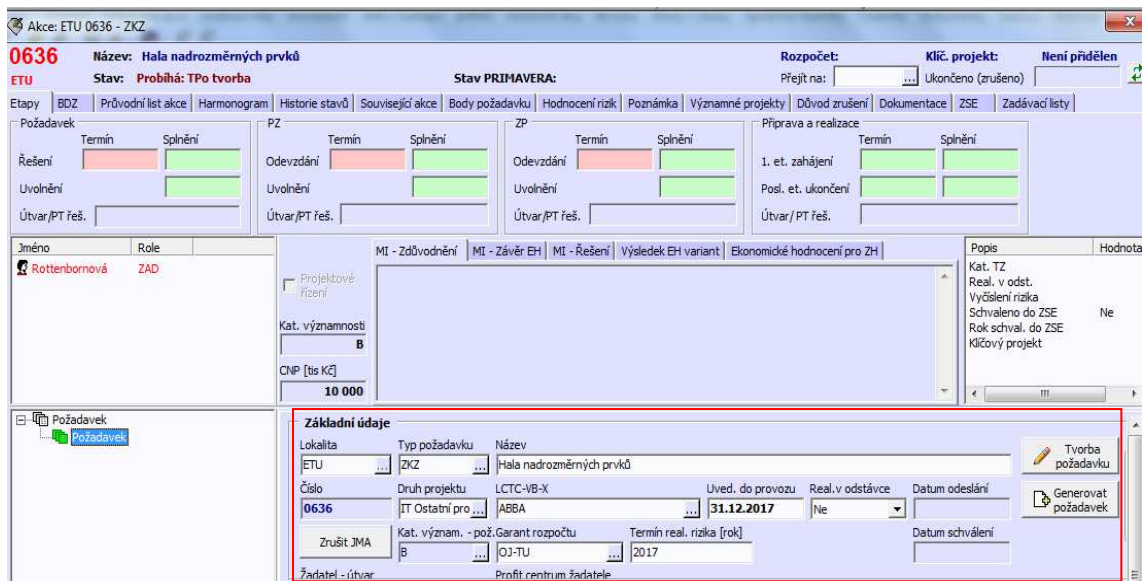 Akce: ETU 0636 - ZKZ
0636 Název: Hala nadrozměrných prvků Rozpočet: Klíč. projekt: Není přidělen
ETU Stav: Probíhá: TPo tvorba Stav PRIMAVERA: Přejít na: ... Ukončeno (zrušeno)
Etapy BDZ Průvodní list akce Harmonogram Historie stavů Související akce Body požadavku Hodnocení rizik Poznámka Významné projekty Důvod zrušení Dokumentace ZSE Zadávací listy
Požadavek PZ ZP Příprava a realizace
Termín Splnění Termín Splnění Termín Splnění Termín Splnění
Řešení Odevzdání Odevzdání 1. et. zahájení
Uvolnění Uvolnění Uvolnění Posl. et. ukončení
Útvar/PT řeš. Útvar/PT řeš. Útvar/PT řeš. Útvar/ PT řeš.
Jméno Role
Rottenbornová ZAD
Projektové
řízení
Kat. významnosti
B
CNP [tis Kč]
10 000
MI - Zdůvodnění MI - Závěr EH MI - Řešení Výsledek EH variant Ekonomické hodnocení pro ZH
Popis Hodnota
Kat. TZ
Real. v odst.
Vyčíslení rizika
Schvaleno do ZSE Ne
Rok schval. do ZSE
Klíčový projekt
Požadavek
Požadavek
Základní údaje
Lokalita Typ požadavku Název
ETU ... ZKZ ... Hala nadrozměrných prvků
Tvorba
požadavku
Číslo Druh projektu LCTC-VB-X Uved. do provozu Real.v odstávce Datum odeslání
0636 IT Ostatní pro ... ABBA ... 31.12.2017 Ne
Generovat
požadavek
Zrušit JMA
Kat. význam. - pož. Garant rozpočtu Termín real. rizika [rok] Datum schválení
B ... OJ-TU ... 2017
Žadatel - útvar Profit centrum žadatele